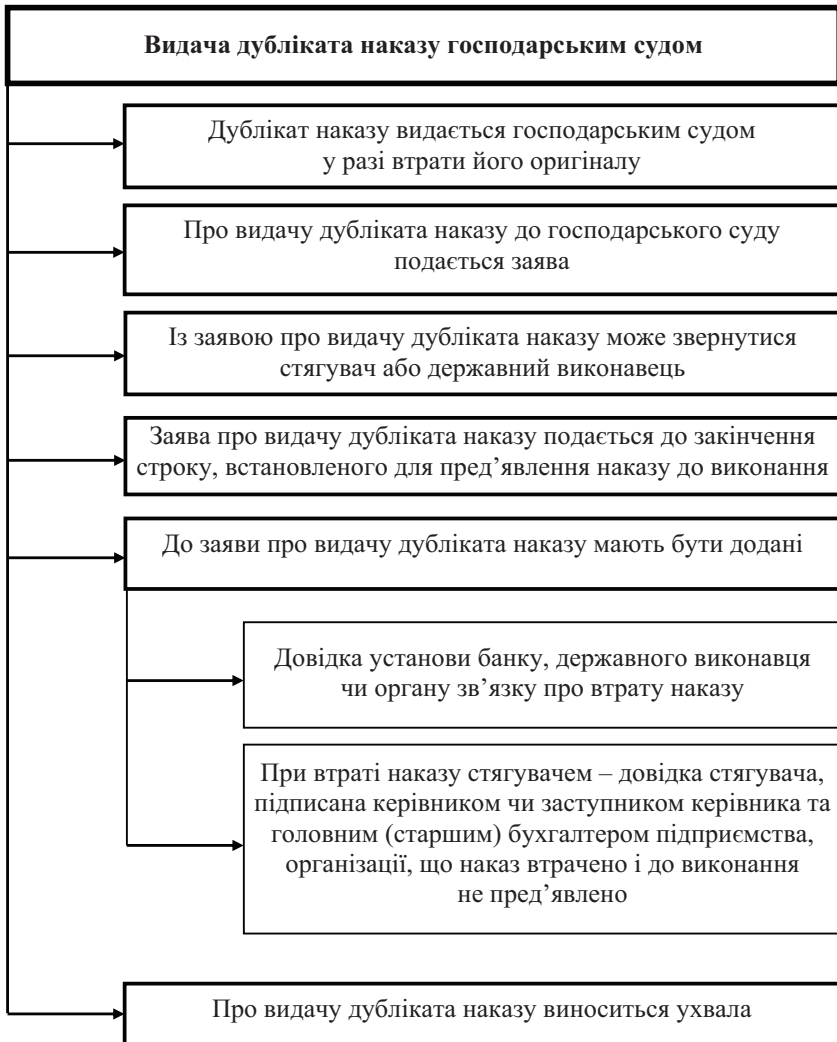 Видача дубліката наказу господарським судом
Дублікат наказу видається господарським судом
у разі втрати його оригіналу
Про видачу дубліката наказу до господарського суду
подається заява
Із заявою про видачу дубліката наказу може звернутися
стягувач або державний виконавець
Заява про видачу дубліката наказу подається до закінчення
строку, встановленого для пред’явлення наказу до виконання
До заяви про видачу дубліката наказу мають бути додані
Довідка установи банку, державного виконавця
чи органу зв’язку про втрату наказу
При втраті наказу стягувачем – довідка стягувача,
підписана керівником чи заступником керівника та
головним (старшим) бухгалтером підприємства,
організації, що наказ втрачено і до виконання
не пред’явлено
Про видачу дубліката наказу виноситься ухвала